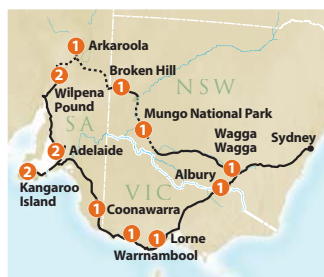 1
Arkaroola
2
Wilpena
Pound
Broken Hill
1
NSW
Mungo National Park
1
Wagga
Wagga
1
Sydney
SA
2
Adelaide
2
Kangaroo
Island
Albury
1
VIC
1
Coonawarra
1
Warrnambool
1
Lorne